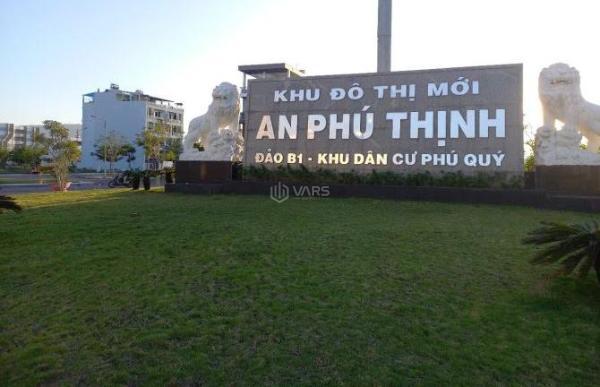 KHU ĐÔ THỊ MỚI
AN PHÚ THỊNH
ĐẢO B1 - KHU DÂN CƯ PHÚ QUÝ
VARS